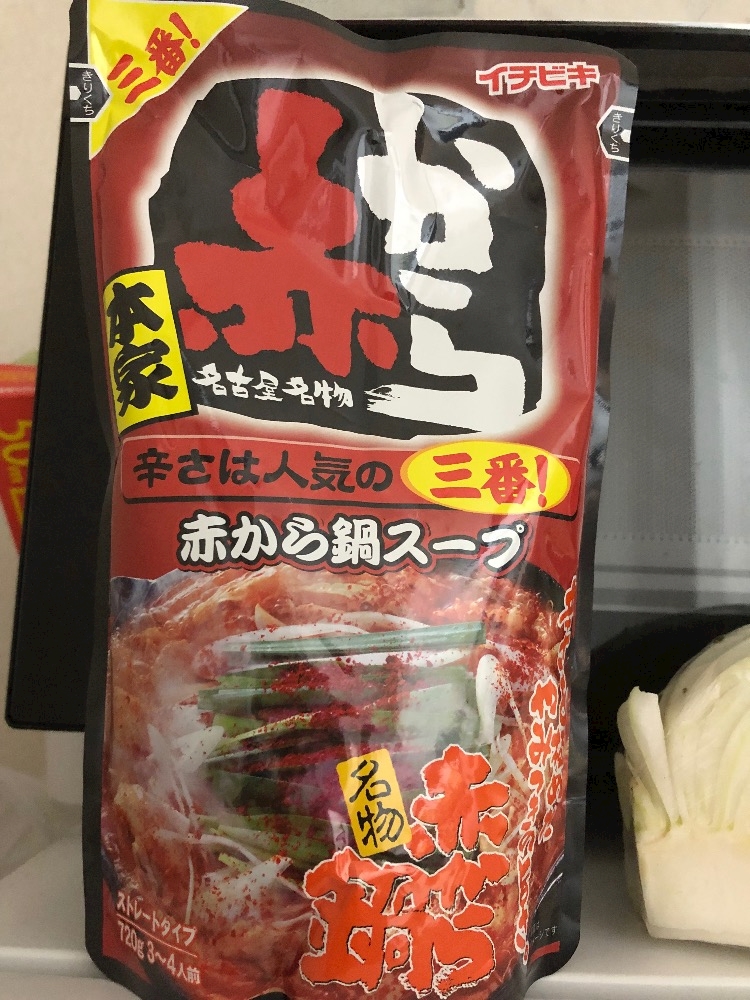 三番!
イチビキ
きりくち
きりくち
赤から
本家
名古屋名物
辛さは人気の 三番!
赤から鍋スープ
名物
赤から鍋
ストレートタイプ
720g 3〜4人前